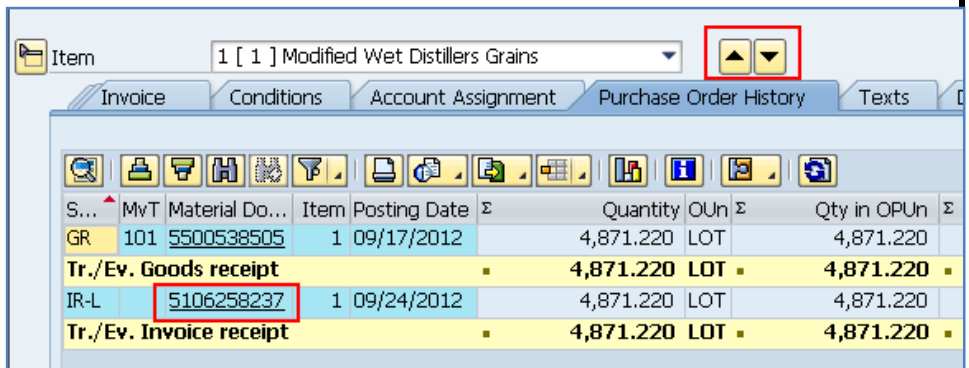 Item 1 [ 1 ] Modified Wet Distillers Grains
Invoice Conditions Account Assignment Purchase Order History Texts
S... MvT Material Do... Item Posting Date Σ Quantity OUn Σ Qty in OPUn Σ
GR 101 5500538505 1 09/17/2012 4,871.220 LOT 4,871.220
Tr./Ev. Goods receipt 4,871.220 LOT 4,871.220
IR-L 5106258237 1 09/24/2012 4,871.220 LOT 4,871.220
Tr./Ev. Invoice receipt 4,871.220 LOT 4,871.220